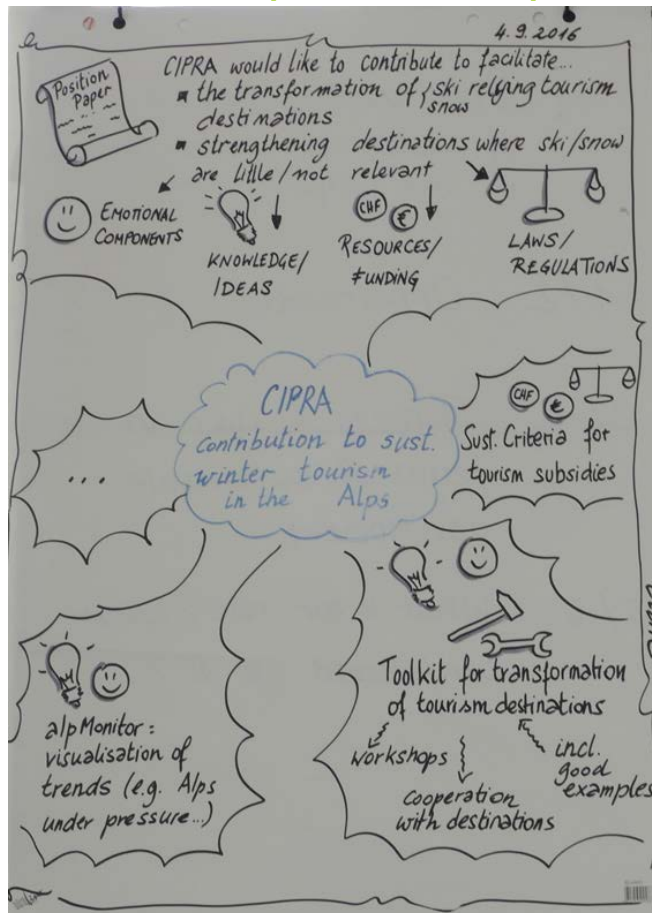 4.9.2016
Position
Paper
CIPRA would like to contribute to facilitate...
the transformation of { ski relying tourism
snow
destinations
strengthening destinations where ski/snow
are little/not relevant
EMOTIONAL
COMPONENTS
KNOWLEDGE/
IDEAS
CHF €
RESOURCES/
FUNDING
LAWS/
REGULATIONS
CIPRA
contribution to sust.
winter tourism
in the Alps
CHF €
Sust. Criteria for
tourism subsidies
...
Toolkit for transformation
of tourism destinations
workshops
cooperation
with destinations
incl.
good
examples
alpMonitor:
visualisation of
trends (e.g. Alps
under pressure...)